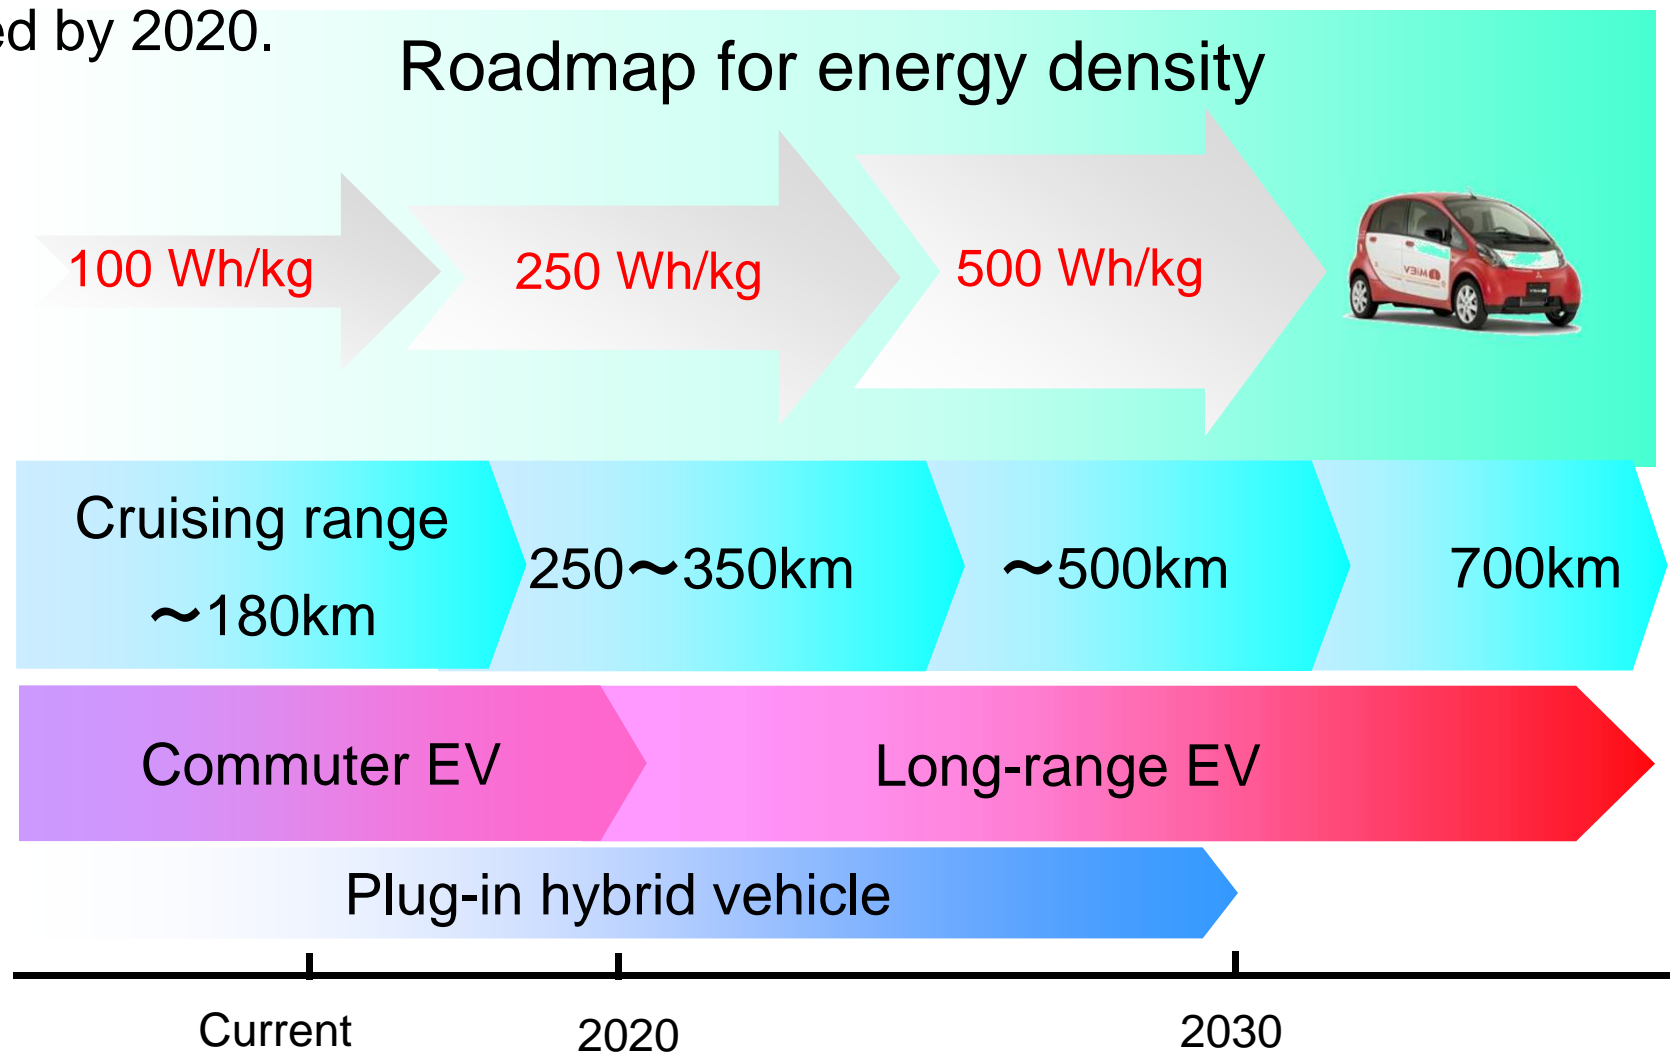 ed by 2020.
Roadmap for energy density
100 Wh/kg
250 Wh/kg
500 Wh/kg
MiEV
Cruising range
〜180km
250〜350km
〜500km
700km
Commuter EV
Long-range EV
Plug-in hybrid vehicle
Current
2020
2030